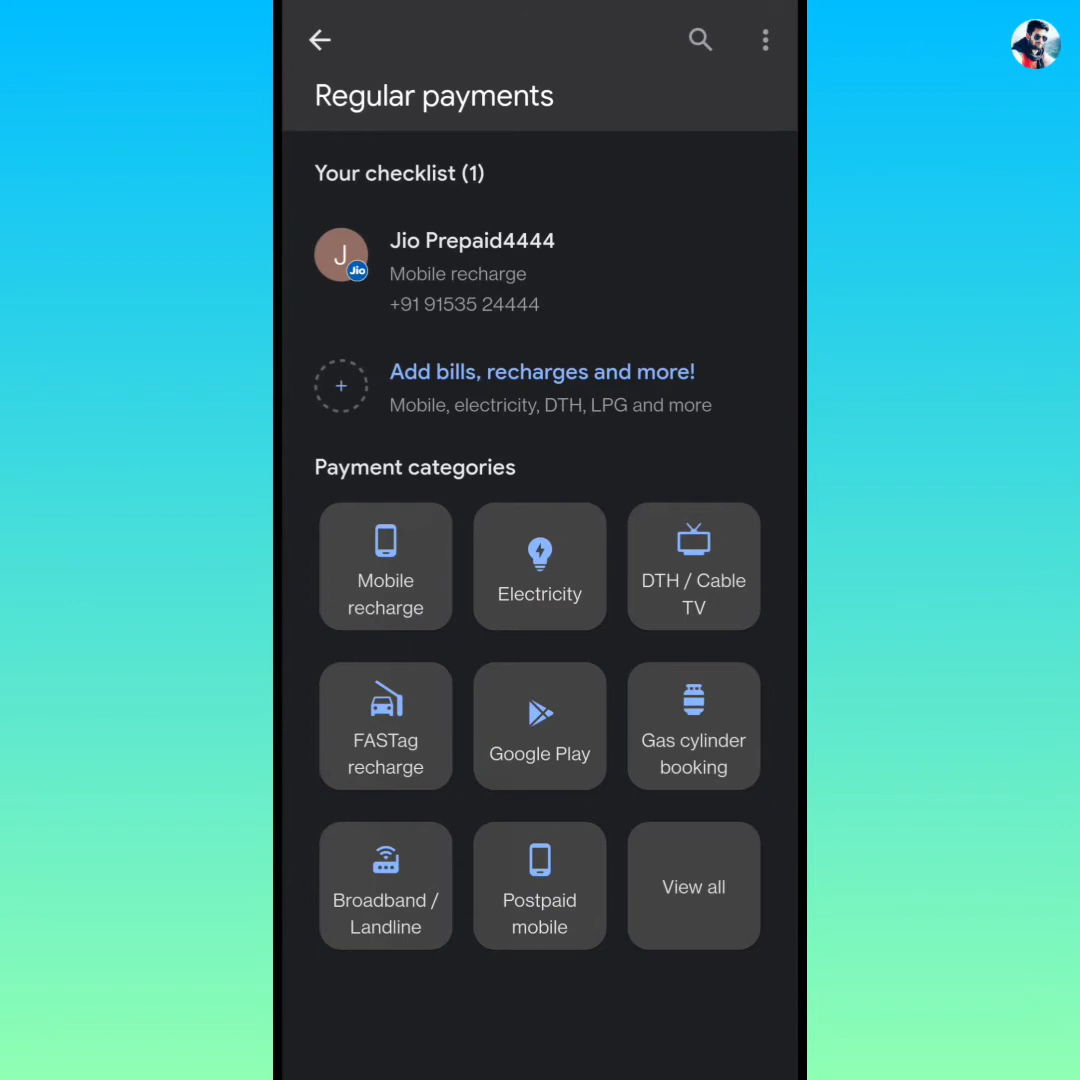 Regular payments
Your checklist (1)
J
Jio
Jio Prepaid4444
Mobile recharge
+91 91535 24444
+
Add bills, recharges and more!
Mobile, electricity, DTH, LPG and more
Payment categories
Mobile
recharge
Electricity
DTH / Cable
TV
FASTag
recharge
Google Play
Gas cylinder
booking
Broadband /
Landline
Postpaid
mobile
View all